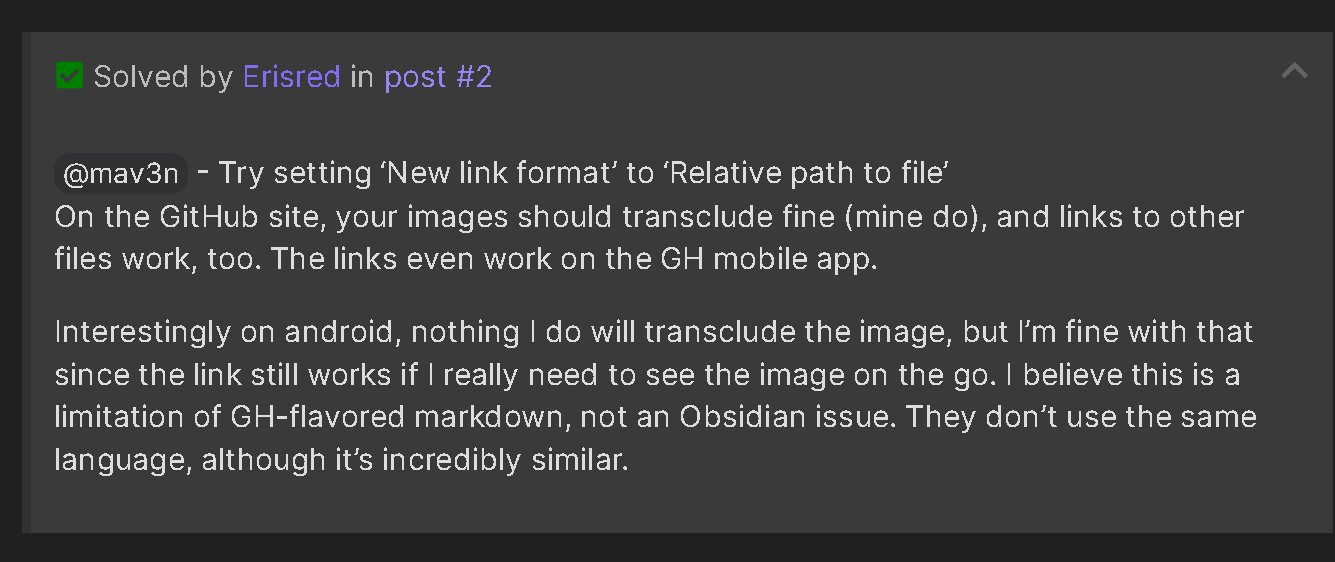 Solved by Erisred in post #2
@mav3n - Try setting ‘New link format’ to ‘Relative path to file’
On the GitHub site, your images should transclude fine (mine do), and links to other
files work, too. The links even work on the GH mobile app.
Interestingly on android, nothing I do will transclude the image, but I’m fine with that
since the link still works if I really need to see the image on the go. I believe this is a
limitation of GH-flavored markdown, not an Obsidian issue. They don’t use the same
language, although it’s incredibly similar.